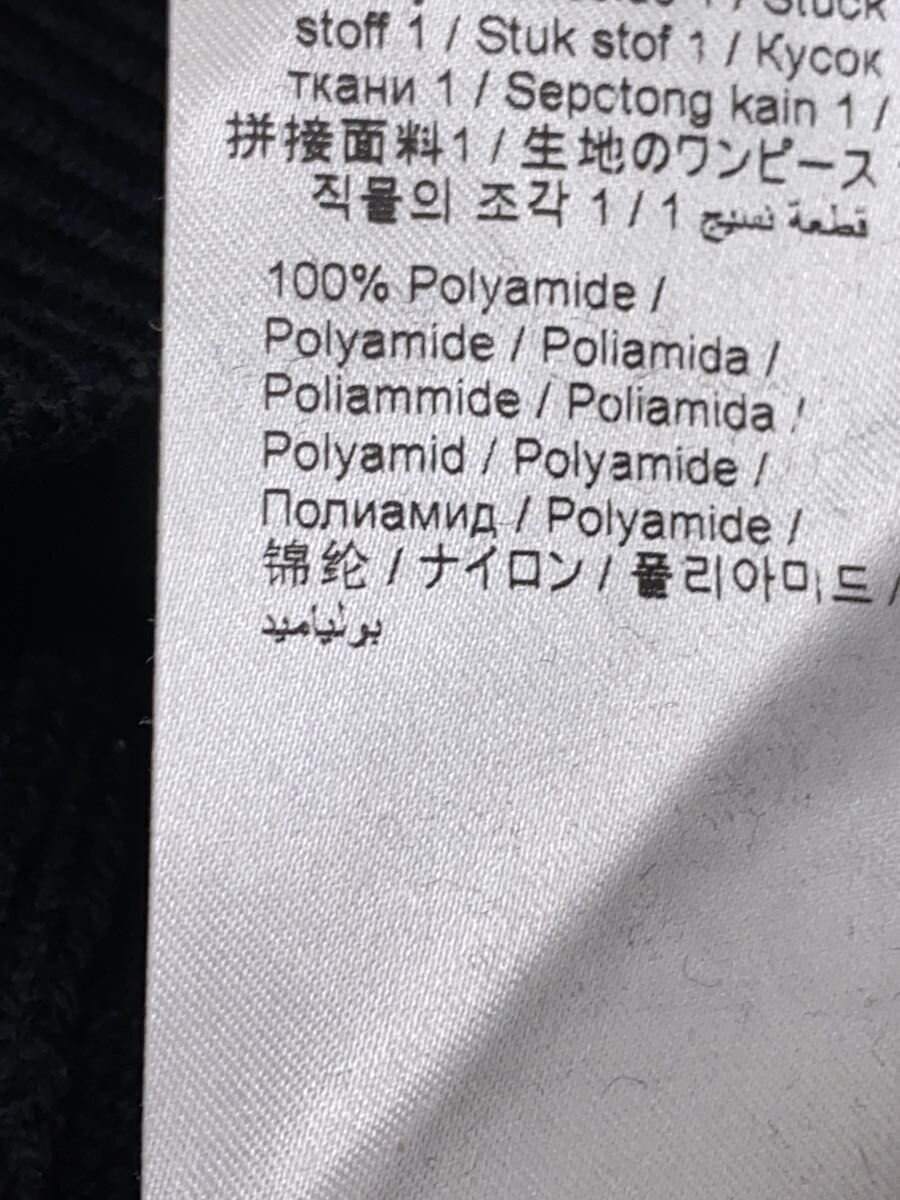 1 / Stück
stoff 1 / Stuk stof 1 / Кусок
ткани 1 / Sepctong kain 1 /
拼接面料1 / 生地のワンピース
직물의 조각 1 / 1 قطعة نسيج
100% Polyamide /
Polyamide / Poliamida /
Poliammide / Poliamida /
Polyamid / Polyamide /
Полиамид / Polyamide /
锦纶 / ナイロン / 폴리아미드 /